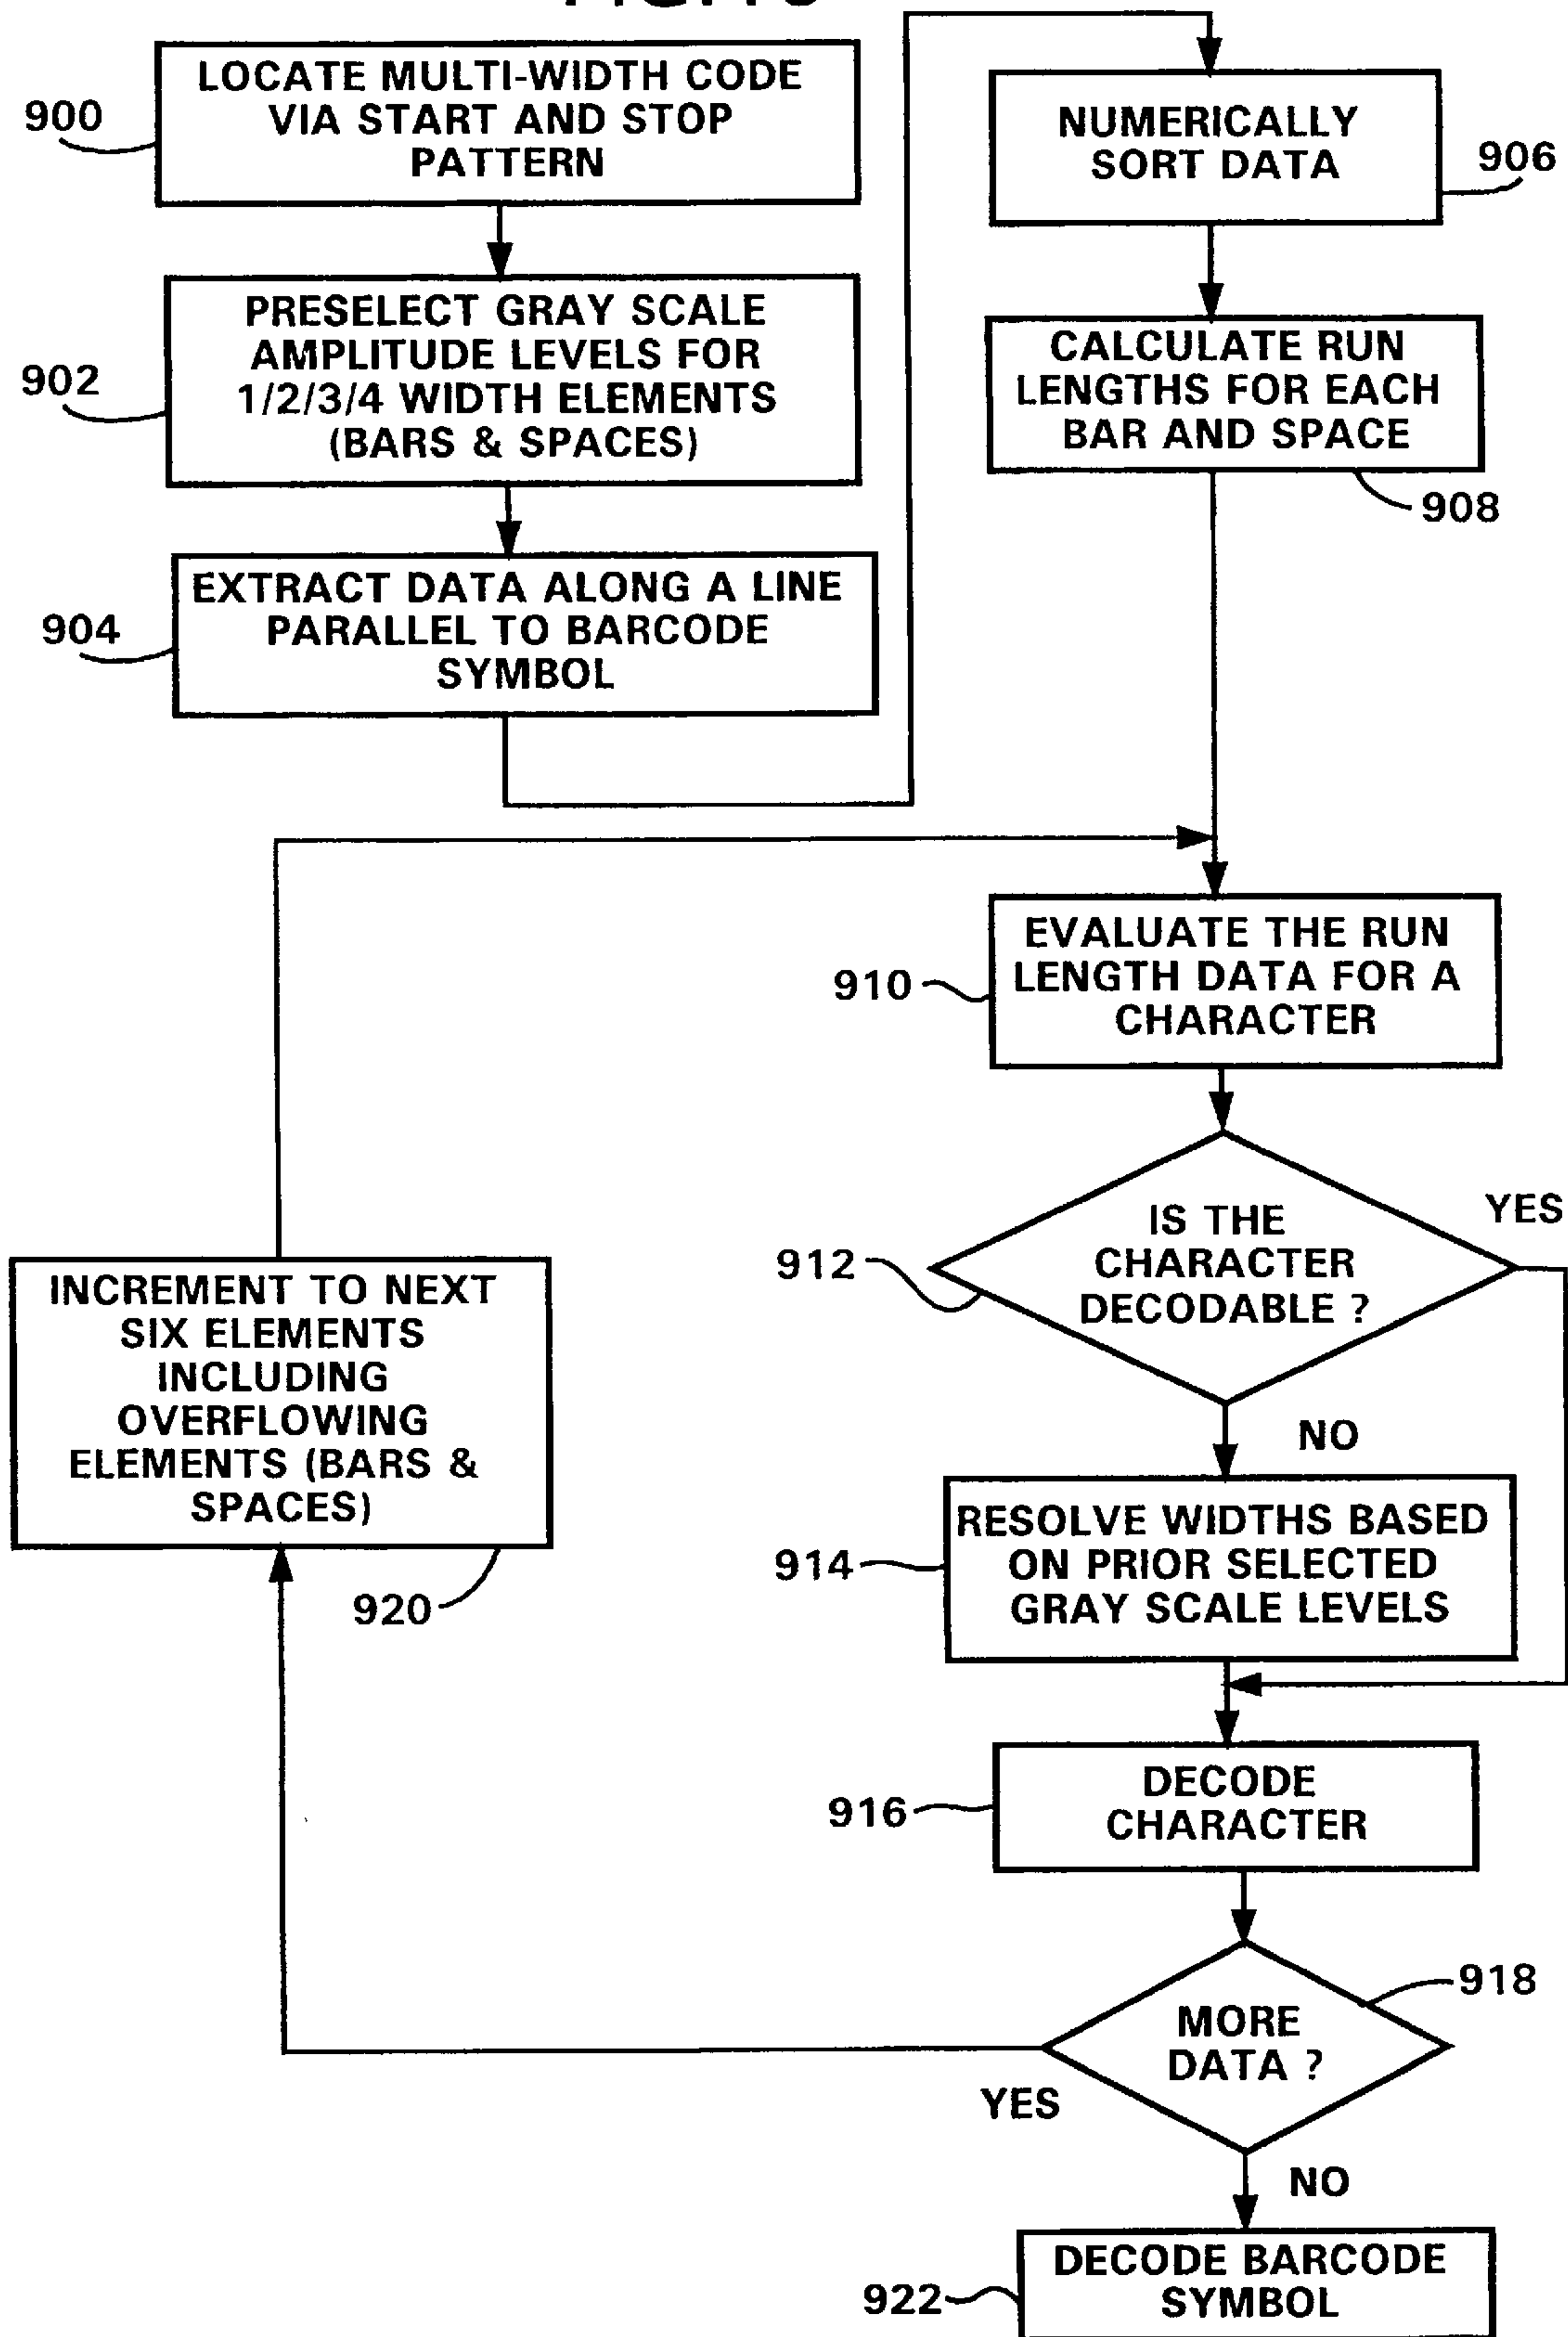 900
LOCATE MULTI-WIDTH CODE
VIA START AND STOP
PATTERN
902
PRESELECT GRAY SCALE
AMPLITUDE LEVELS FOR
1/2/3/4 WIDTH ELEMENTS
(BARS & SPACES)
904
EXTRACT DATA ALONG A LINE
PARALLEL TO BARCODE
SYMBOL
NUMERICALLY
SORT DATA
906
CALCULATE RUN
LENGTHS FOR EACH
BAR AND SPACE
908
910
EVALUATE THE RUN
LENGTH DATA FOR A
CHARACTER
912
IS THE
CHARACTER
DECODABLE ?
YES
NO
914
RESOLVE WIDTHS BASED
ON PRIOR SELECTED
GRAY SCALE LEVELS
916
DECODE
CHARACTER
918
MORE
DATA ?
YES
INCREMENT TO NEXT
SIX ELEMENTS
INCLUDING
OVERFLOWING
ELEMENTS (BARS &
SPACES)
920
NO
922
DECODE BARCODE
SYMBOL